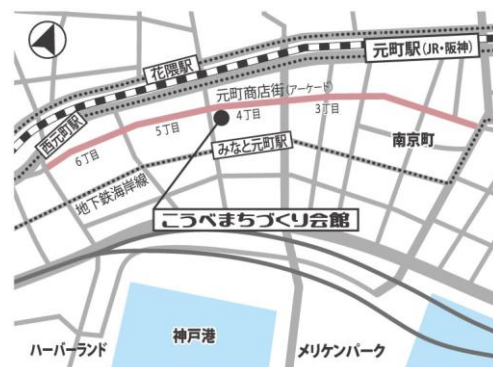 元町駅(JR・阪神)
花隈駅
元町商店街(アーケード)
西元町駅
6丁目
5丁目
4丁目
3丁目
南京町
みなと元町駅
地下鉄海岸線
こうべまちづくり会館
ハーバーランド
神戸港
メリケンパーク